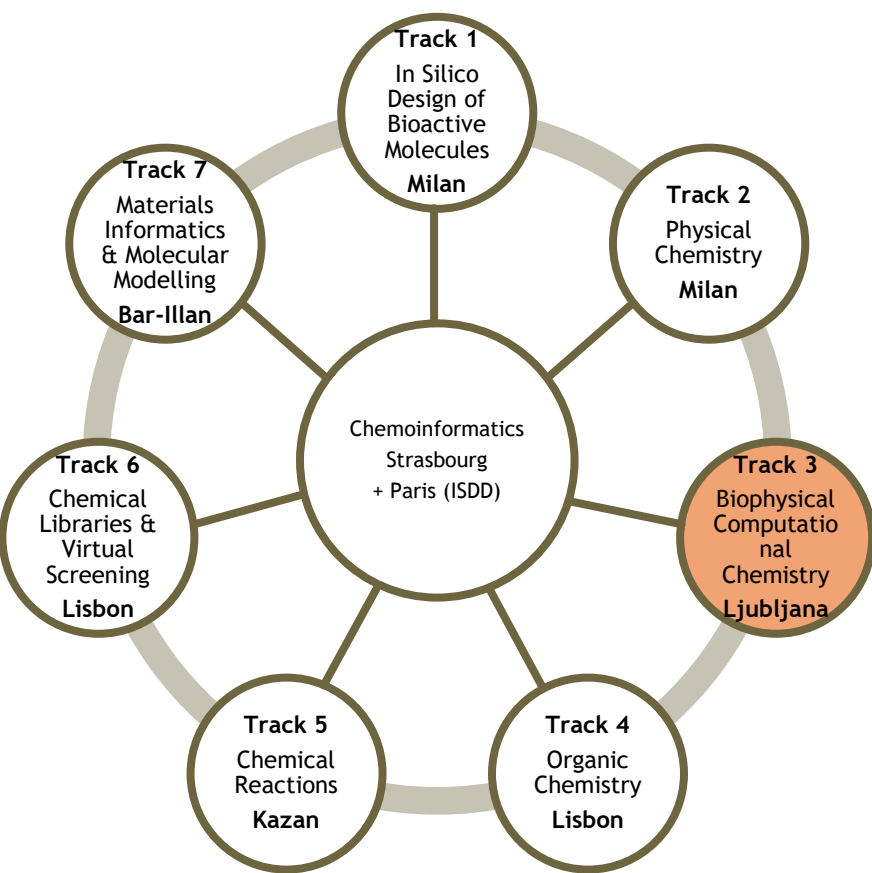 Track 1
In Silico
Design of
Bioactive
Molecules
Milan
Track 2
Physical
Chemistry
Milan
Track 3
Biophysical
Computatio
nal
Chemistry
Ljubljana
Track 4
Organic
Chemistry
Lisbon
Track 5
Chemical
Reactions
Kazan
Track 6
Chemical
Libraries &
Virtual
Screening
Lisbon
Track 7
Materials
Informatics
& Molecular
Modelling
Bar-Illan
Chemoinformatics
Strasbourg
+ Paris (ISDD)